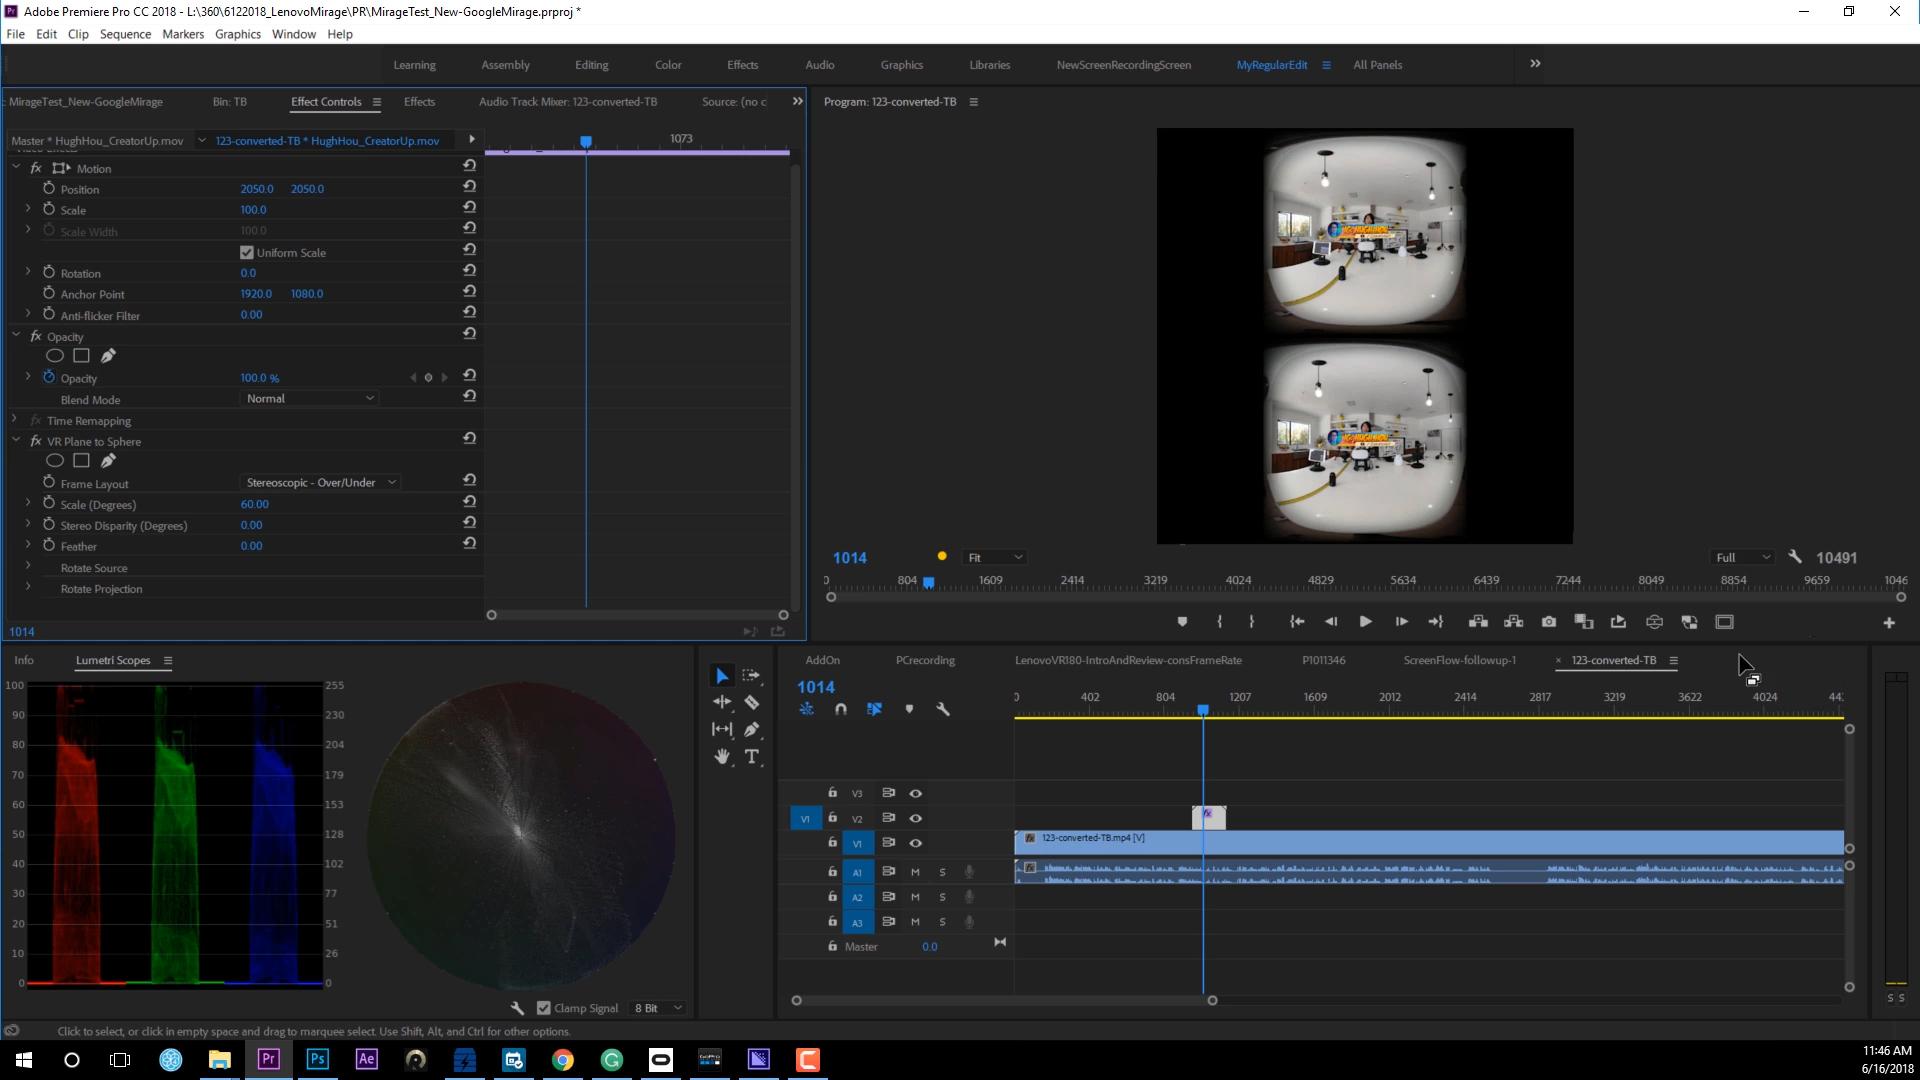 Adobe Premiere Pro CC 2018 - L:\360\6122018_LenovoMirage\PR\MirageTest_New-GoogleMirage.prproj *
File Edit Clip Sequence Markers Graphics Window Help
Learning Assembly Editing Color Effects Audio Graphics Libraries NewScreenRecordingScreen MyRegularEdit All Panels
: MirageTest_New-GoogleMirage Bin: TB Effect Controls Effects Audio Track Mixer: 123-converted-TB Source: (no c
Program: 123-converted-TB
Master * HughHou_CreatorUp.mov 123-converted-TB * HughHou_CreatorUp.mov 1073
fx Motion
Position 2050.0 2050.0
Scale 100.0
Scale Width 100.0
Uniform Scale
Rotation 0.0
Anchor Point 1920.0 1080.0
Anti-flicker Filter 0.00
fx Opacity
Opacity 100.0 %
Blend Mode Normal
fx Time Remapping
fx VR Plane to Sphere
Frame Layout Stereoscopic - Over/Under
Scale (Degrees) 60.00
Stereo Disparity (Degrees) 0.00
Feather 0.00
Rotate Source
Rotate Projection
1014
1014 Fit Full 10491
0 804 1609 2414 3219 4024 4829 5634 6439 7244 8049 8854 9659 1046
Info Lumetri Scopes
100 90 80 70 60 50 40 30 20 10 0
255 230 204 179 153 128 102 77 51 26 0
Clamp Signal 8 Bit
T
AddOn PCrecording LenovoVR180-IntroAndReview-consFrameRate P1011346 ScreenFlow-followup-1 × 123-converted-TB
1014
0 402 804 1207 1609 2012 2414 2817 3219 3622 4024 44
V3
V1 V2 fx
V1 fx 123-converted-TB.mp4 [V]
A1 M S fx
A2 M S
A3 M S
Master 0.0
S S
Click to select, or click in empty space and drag to marquee select. Use Shift, Alt, and Ctrl for other options.
Pr Ps Ae GoPro
11:46 AM
6/16/2018